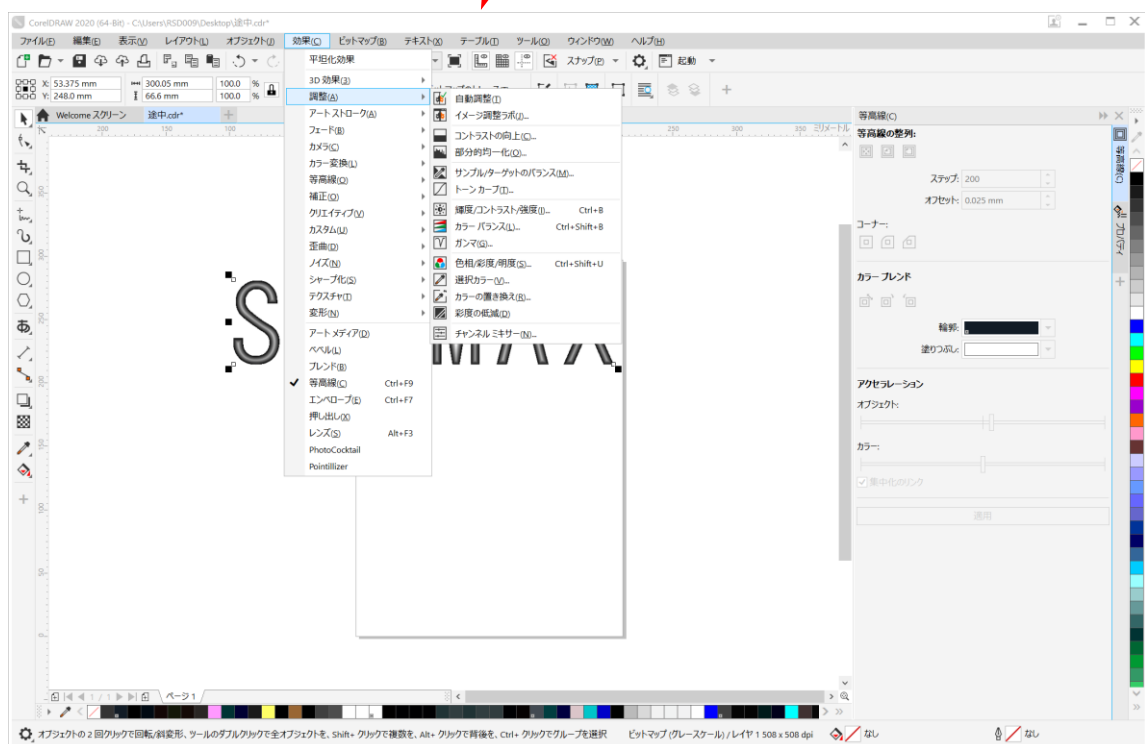 CorelDRAW 2020 (64-Bit) - C:\Users\RSD009\Desktop\途中.cdr*
ファイル(F) 編集(E) 表示(V) レイアウト(L) オブジェクト(J) 効果(C) ビットマップ(B) テキスト(X) テーブル(T) ツール(O) ウィンドウ(W) ヘルプ(H)
スナップ(P) 起動
X: 53.375 mm 300.05 mm 100.0 %
Y: 248.0 mm 66.6 mm 100.0 %
Welcome スクリーン 途中.cdr*
200 150 100 250 300 350 ミリメートル
平坦化効果
3D 効果(3)
調整(A)
アート ストローク(A)
フェード(B)
カメラ(C)
カラー変換(L)
等高線(O)
補正(O)
クリエイティブ(V)
カスタム(U)
歪曲(D)
ノイズ(N)
シャープ化(S)
テクスチャ(T)
変形(N)
アート メディア(D)
ベベル(L)
ブレンド(B)
等高線(C) Ctrl+F9
エンベロープ(E) Ctrl+F7
押し出し(X)
レンズ(S) Alt+F3
PhotoCocktail
Pointillizer
自動調整(T)
イメージ調整ラボ(J)...
コントラストの向上(C)...
部分的均一化(O)...
サンプル/ターゲットのバランス(M)...
トーン カーブ(T)...
輝度/コントラスト/強度(I)... Ctrl+B
カラー バランス(L)... Ctrl+Shift+B
ガンマ(G)...
色相/彩度/明度(S)... Ctrl+Shift+U
選択カラー(V)...
カラーの置き換え(R)...
彩度の低減(D)
チャンネル ミキサー(N)...
S
M A X
等高線(C)
等高線の整列:
ステップ: 200
オフセット: 0.025 mm
コーナー:
カラー ブレンド
輪郭:
塗りつぶし:
アクセラレーション
オブジェクト:
カラー:
集中化のリンク
適用
等高線(C)
プロパティ
1 / 1 ページ1
オブジェクトの 2 回クリックで回転/斜変形、ツールのダブルクリックで全オブジェクトを、Shift+ クリックで複数を、Alt+ クリックで背後を、Ctrl+ クリックでグループを選択 ビットマップ (グレースケール) / レイヤ 1 508 x 508 dpi なし なし